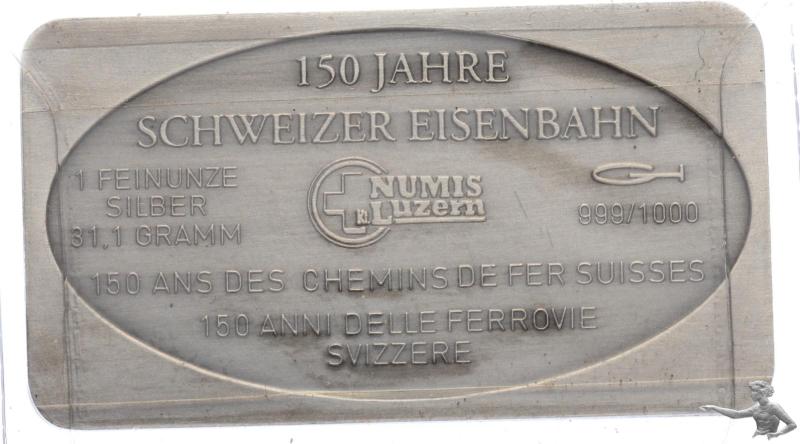 150 JAHRE
SCHWEIZER EISENBAHN
1 FEINUNZE
SILBER
31,1 GRAMM
NUMIS
Kt. Luzern
999/1000
150 ANS DES CHEMINS DE FER SUISSES
150 ANNI DELLE FERROVIE
SVIZZERE